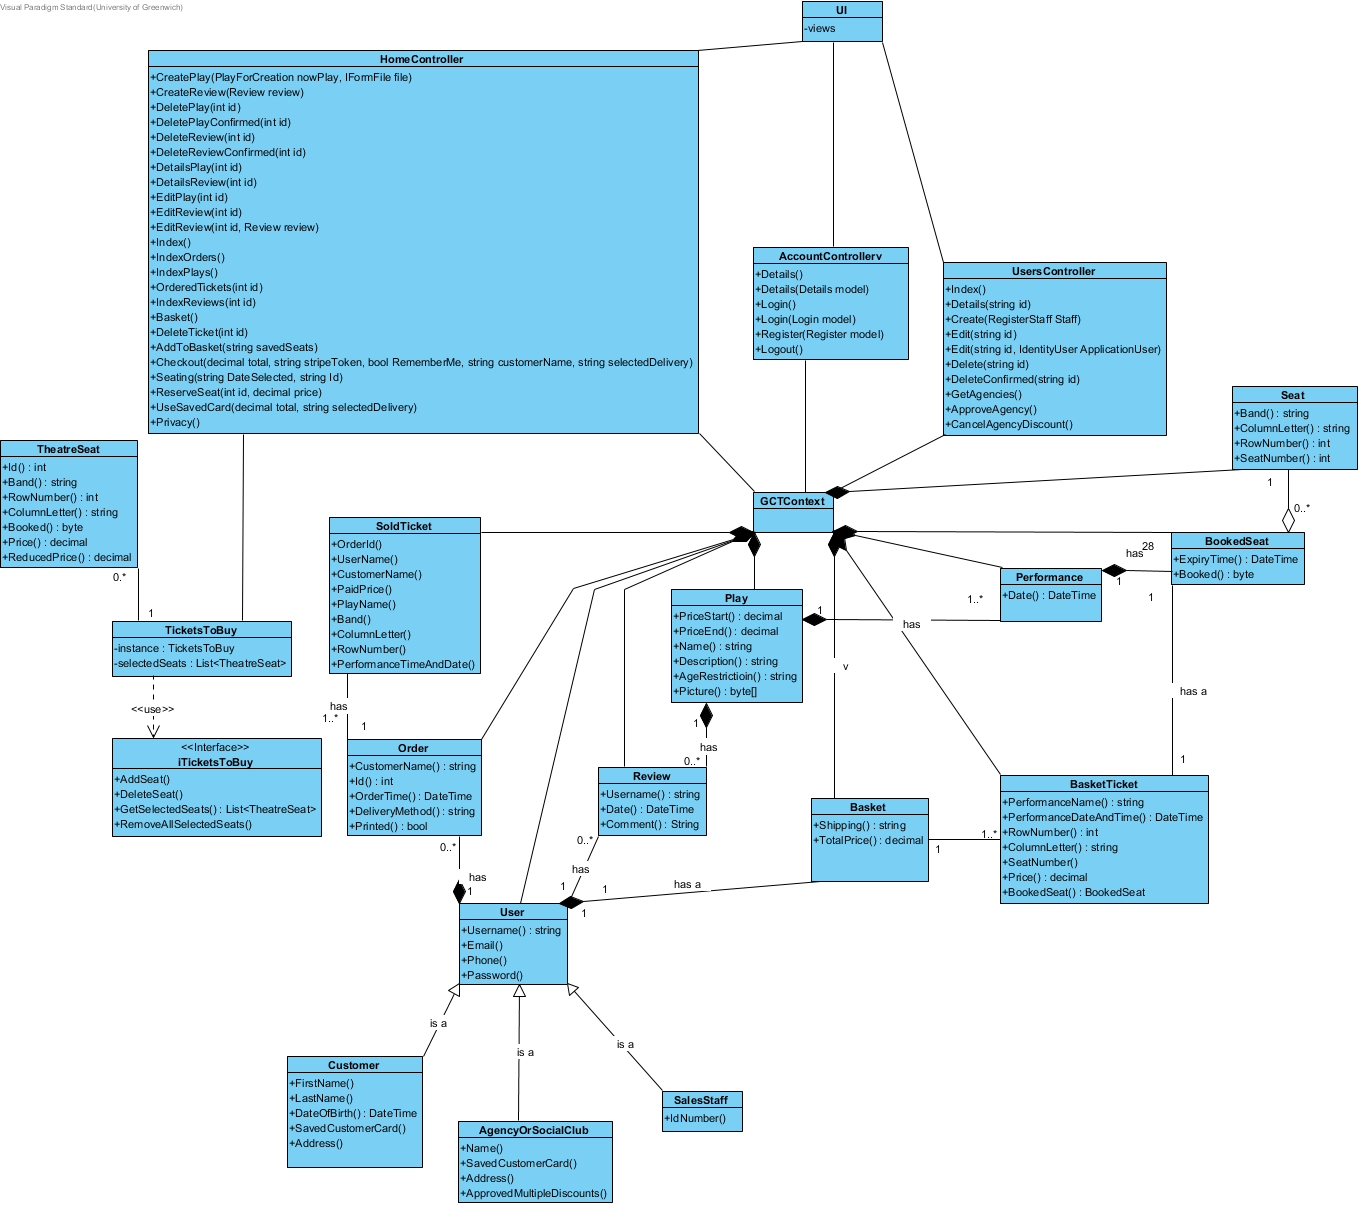 Visual Paradigm Standard(University of Greenwich)
UI
-views
HomeController
+CreatePlay(PlayForCreation nowPlay, IFormFile file)
+CreateReview(Review review)
+DeletePlay(int id)
+DeletePlayConfirmed(int id)
+DeleteReview(int id)
+DeleteReviewConfirmed(int id)
+DetailsPlay(int id)
+DetailsReview(int id)
+EditPlay(int id)
+EditReview(int id)
+EditReview(int id, Review review)
+Index()
+IndexOrders()
+IndexPlays()
+OrderedTickets(int id)
+IndexReviews(int id)
+Basket()
+DeleteTicket(int id)
+AddToBasket(string savedSeats)
+Checkout(decimal total, string stripeToken, bool RememberMe, string customerName, string selectedDelivery)
+Seating(string DateSelected, string Id)
+ReserveSeat(int id, decimal price)
+UseSavedCard(decimal total, string selectedDelivery)
+Privacy()
AccountControllerv
+Details()
+Details(Details model)
+Login()
+Login(Login model)
+Register(Register model)
+Logout()
UsersController
+Index()
+Details(string id)
+Create(RegisterStaff Staff)
+Edit(string id)
+Edit(string id, IdentityUser ApplicationUser)
+Delete(string id)
+DeleteConfirmed(string id)
+GetAgencies()
+ApproveAgency()
+CancelAgencyDiscount()
Seat
+Band() : string
+ColumnLetter() : string
+RowNumber() : int
+SeatNumber() : int
1
0..*
TheatreSeat
+Id() : int
+Band() : string
+RowNumber() : int
+ColumnLetter() : string
+Booked() : byte
+Price() : decimal
+ReducedPrice() : decimal
0.*
1
GCTContext
SoldTicket
+OrderId()
+UserName()
+CustomerName()
+PaidPrice()
+PlayName()
+Band()
+ColumnLetter()
+RowNumber()
+PerformanceTimeAndDate()
BookedSeat
+ExpiryTime() : DateTime
+Booked() : byte
28
has
1
1
Performance
+Date() : DateTime
1..*
1
has
Play
+PriceStart() : decimal
+PriceEnd() : decimal
+Name() : string
+Description() : string
+AgeRestrictioin() : string
+Picture() : byte[]
TicketsToBuy
-instance : TicketsToBuy
-selectedSeats : List<TheatreSeat>
<<use>>
<<Interface>>
iTicketsToBuy
+AddSeat()
+DeleteSeat()
+GetSelectedSeats() : List<TheatreSeat>
+RemoveAllSelectedSeats()
has
1..*
1
v
has a
1
1
has
0..*
Order
+CustomerName() : string
+Id() : int
+OrderTime() : DateTime
+DeliveryMethod() : string
+Printed() : bool
Review
+Username() : string
+Date() : DateTime
+Comment() : String
Basket
+Shipping() : string
+TotalPrice() : decimal
1
1..*
BasketTicket
+PerformanceName() : string
+PerformanceDateAndTime() : DateTime
+RowNumber() : int
+ColumnLetter() : string
+SeatNumber()
+Price() : decimal
+BookedSeat() : BookedSeat
0..*
has
1
0..*
has
1
1
has a
1
User
+Username() : string
+Email()
+Phone()
+Password()
is a
is a
is a
Customer
+FirstName()
+LastName()
+DateOfBirth() : DateTime
+SavedCustomerCard()
+Address()
AgencyOrSocialClub
+Name()
+SavedCustomerCard()
+Address()
+ApprovedMultipleDiscounts()
SalesStaff
+IdNumber()